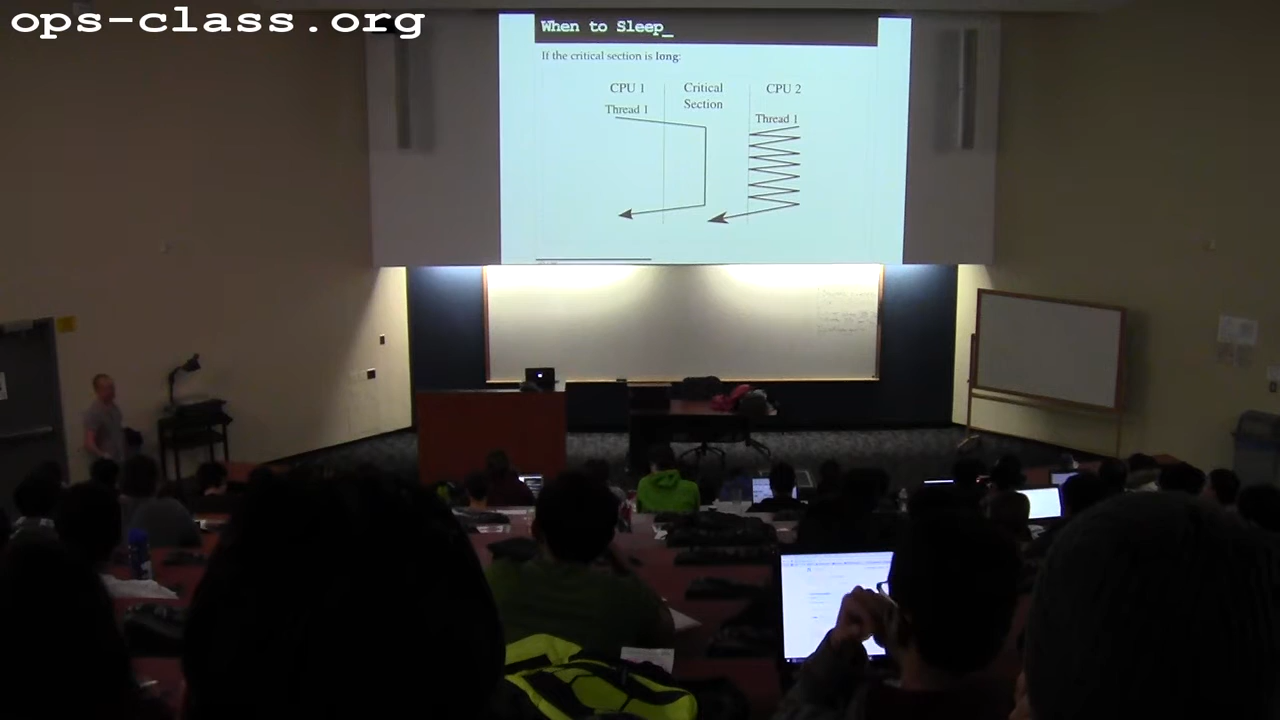 ops-class.org
When to Sleep_
If the critical section is long:
CPU 1
Critical
Section
CPU 2
Thread 1
Thread 1